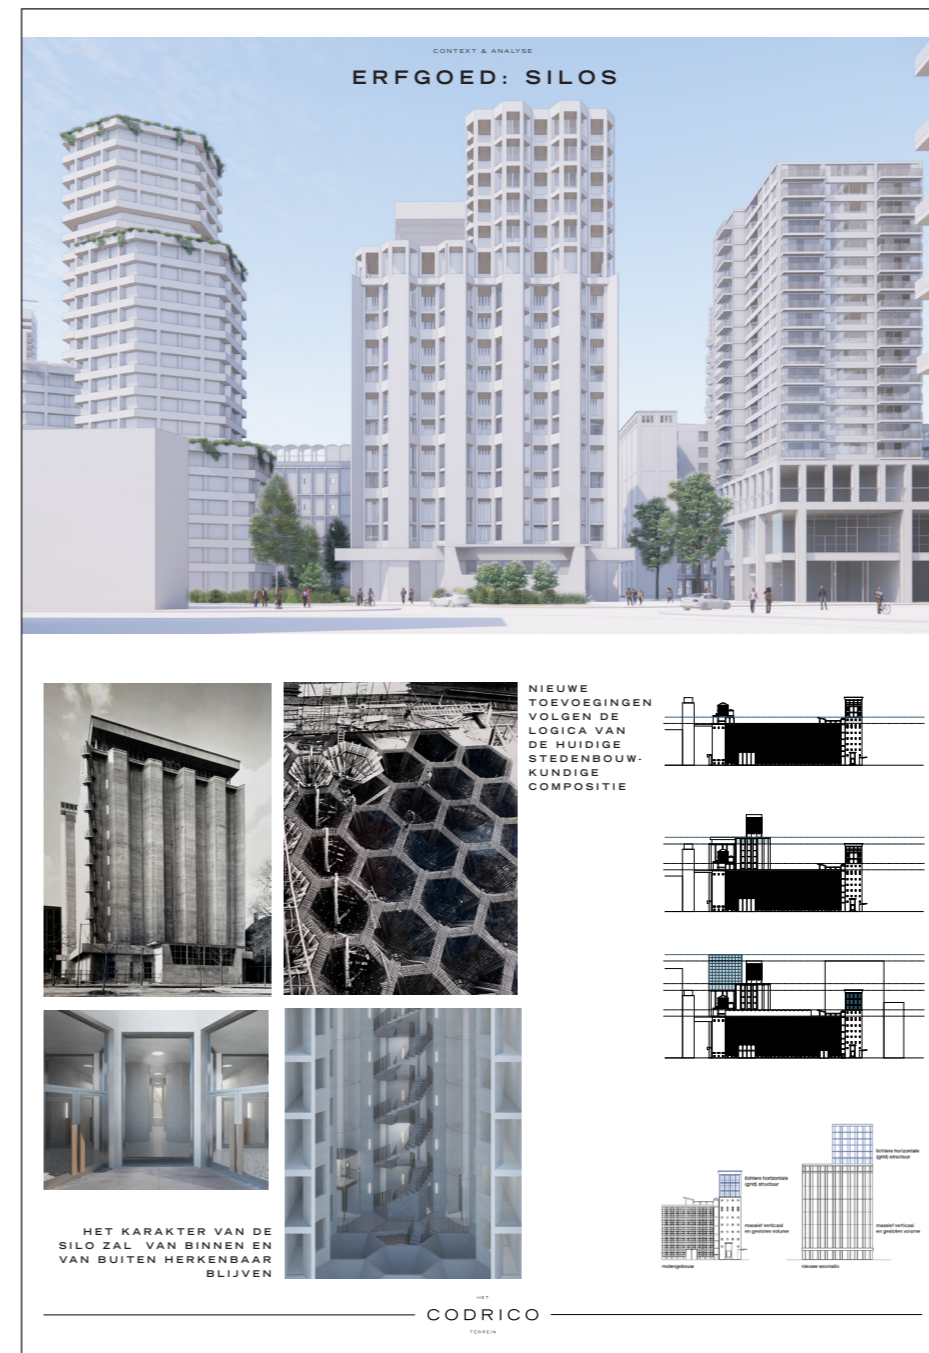 CONTEXT & ANALYSE
ERFGOED: SILOS
NIEUWE
TOEVOEGINGEN
VOLGEN DE
LOGICA VAN
DE HUIDIGE
STEDENBOUW-
KUNDIGE
COMPOSITIE
lichtere horizontale
(grid) structuur
lichtere horizontale
(grid) structuur
massief verticaal
en gesloten volume
massief verticaal
en gesloten volume
molengebouw
nieuwe woonsilo
HET KARAKTER VAN DE
SILO ZAL VAN BINNEN EN
VAN BUITEN HERKENBAAR
BLIJVEN
HET
CODRICO
TERREIN